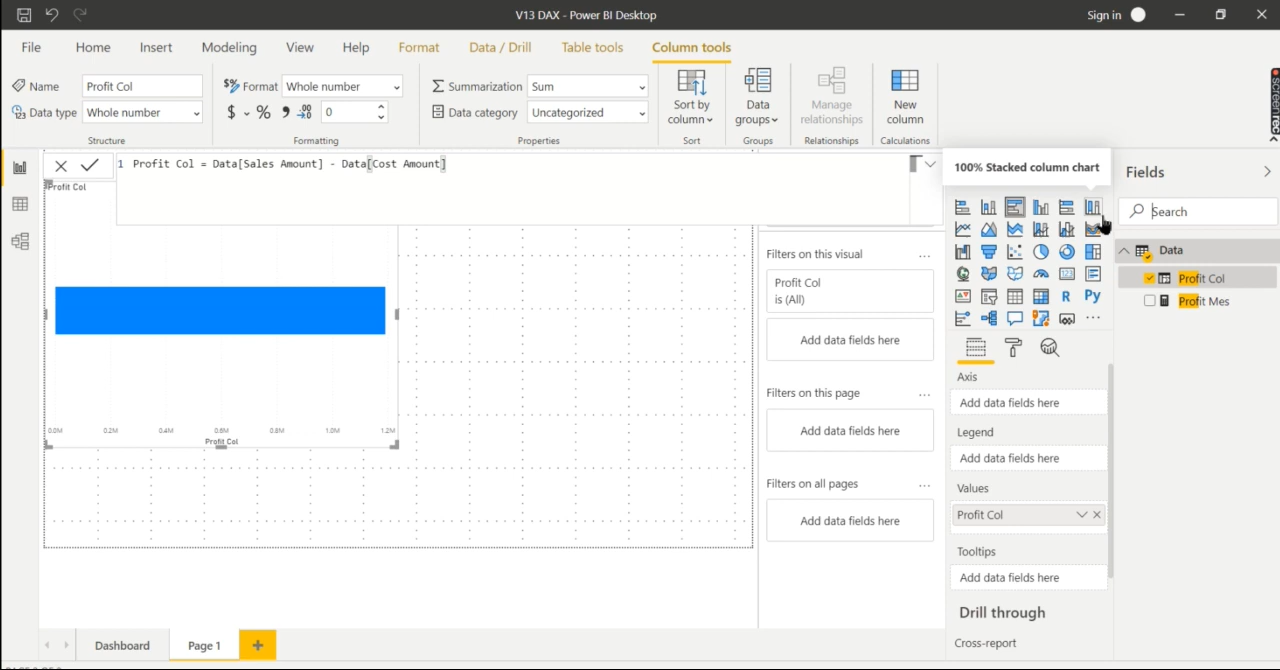 V13 DAX - Power BI Desktop
Sign in
File Home Insert Modeling View Help Format Data / Drill Table tools Column tools
Name Profit Col
Data type Whole number
Structure
$% Format Whole number
$ % 0
Formatting
Summarization Sum
Data category Uncategorized
Properties
Sort by
column
Sort
Data
groups
Groups
Manage
relationships
Relationships
New
column
Calculations
screenrec
1 Profit Col = Data[Sales Amount] - Data[Cost Amount]
100% Stacked column chart
Profit Col
0.0M 0.2M 0.4M 0.6M 0.8M 1.0M 1.2M
Profit Col
Filters on this visual ...
Profit Col
is (All)
Add data fields here
Filters on this page ...
Add data fields here
Filters on all pages ...
Add data fields here
R Py
123
...
Axis
Add data fields here
Legend
Add data fields here
Values
Profit Col
Tooltips
Add data fields here
Drill through
Cross-report
Fields
Search
Data
Profit Col
Profit Mes
Dashboard Page 1 +